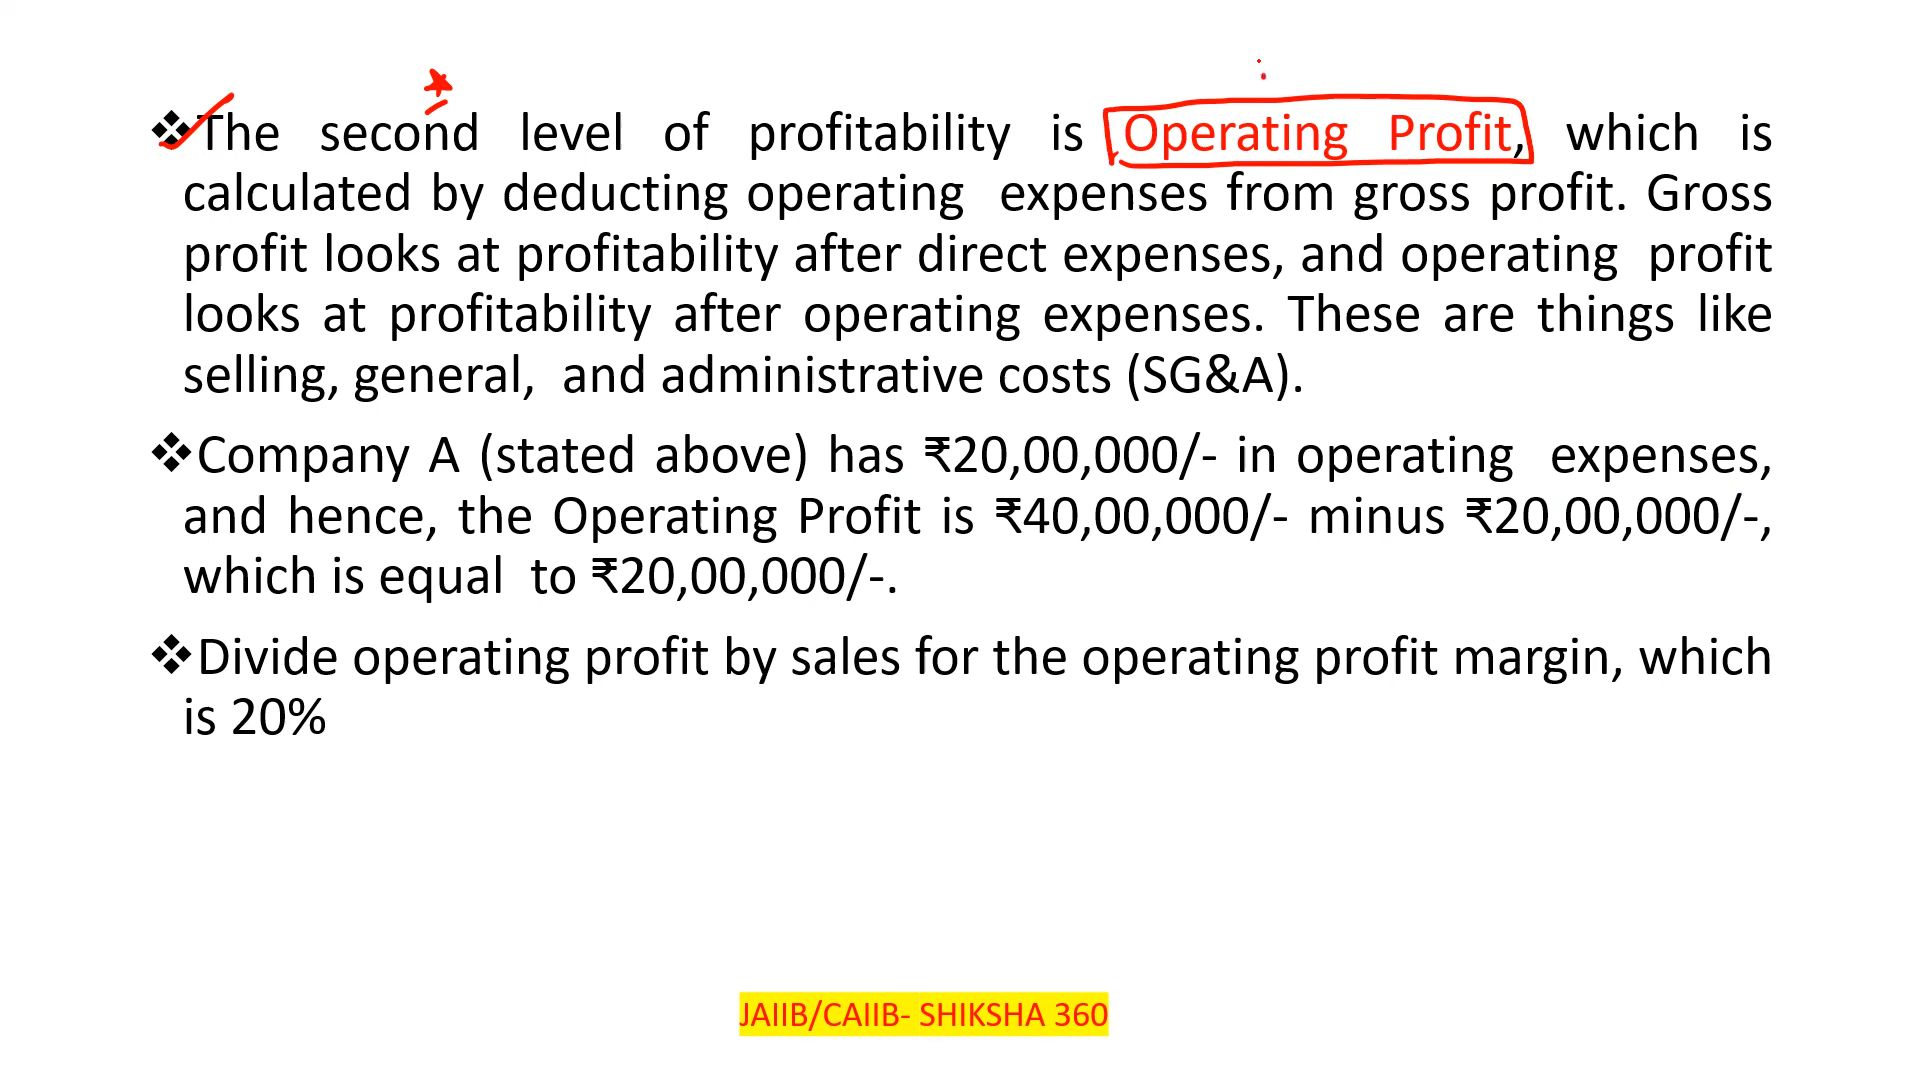 ❖The second level of profitability is Operating Profit, which is
calculated by deducting operating expenses from gross profit. Gross
profit looks at profitability after direct expenses, and operating profit
looks at profitability after operating expenses. These are things like
selling, general, and administrative costs (SG&A).
❖Company A (stated above) has ₹20,00,000/- in operating expenses,
and hence, the Operating Profit is ₹40,00,000/- minus ₹20,00,000/-,
which is equal to ₹20,00,000/-.
❖Divide operating profit by sales for the operating profit margin, which
is 20%
JAIIB/CAIIB- SHIKSHA 360